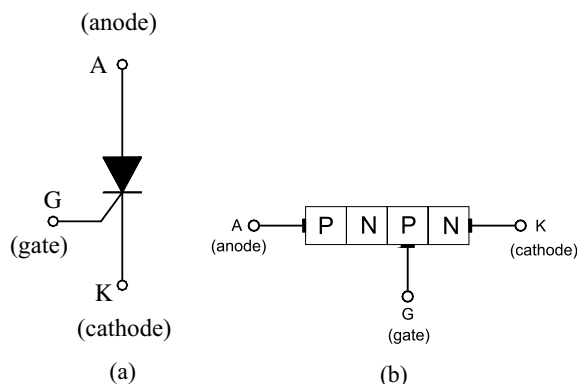 (anode)
A
G
(gate)
K
(cathode)
(a)
A
(anode)
P N P N
K
(cathode)
G
(gate)
(b)